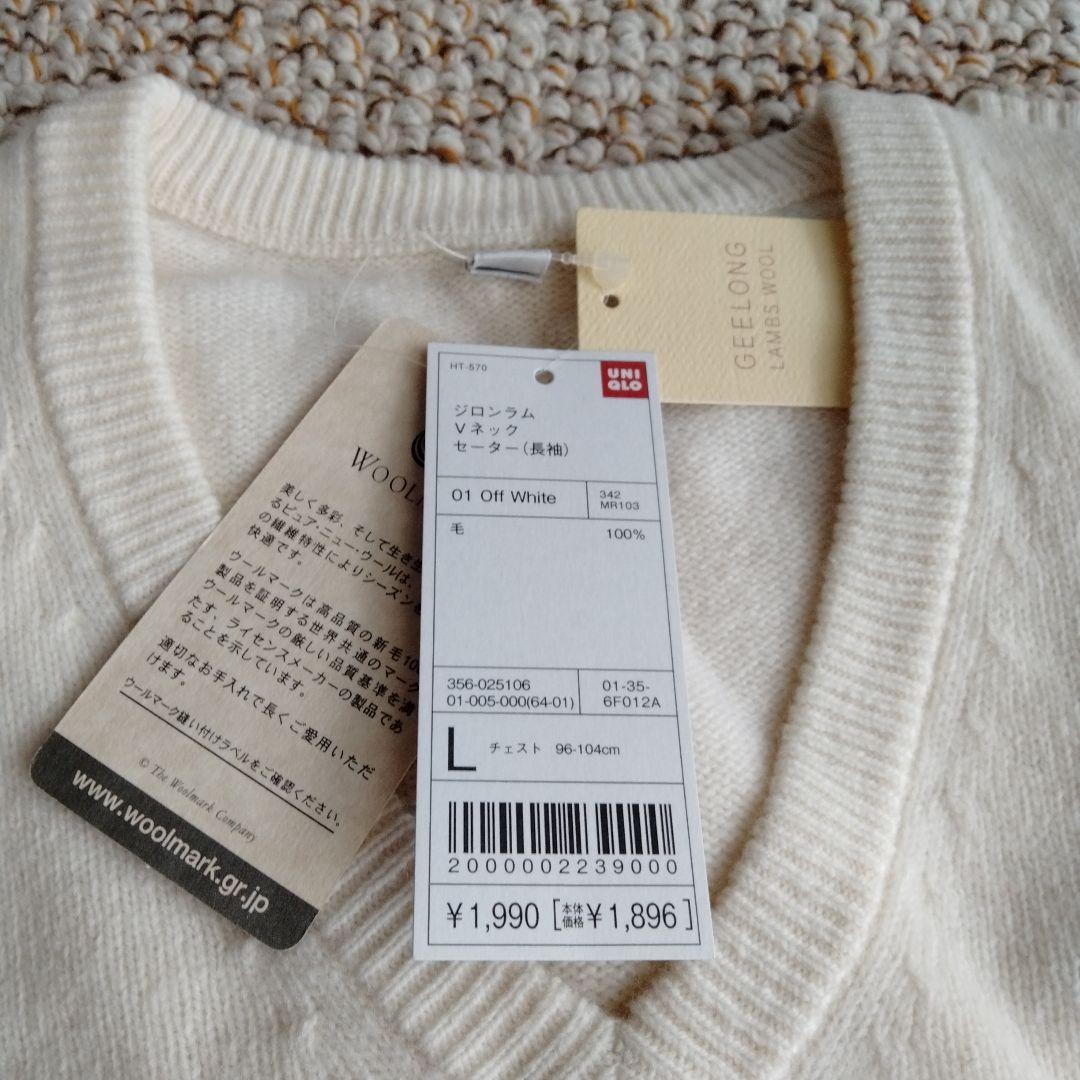 GEELONG
LAMBS WOOL
HT-570
UNI
QLO
ジロンラム
Vネック
セーター(長袖)
01 Off White
342
MR103
毛
100%
356-025106
01-005-000(64-01)
01-35-
6F012A
L
チェスト 96-104cm
2000002239000
¥1,990[本体価格¥1,896]
美しく多彩、そして生き生
るピュア・ニュー・ウールは、
の繊維特性によりシーズン
快適です。
ウールマークは高品質の新毛10
製品を証明する世界共通のマーク
ウールマークの厳しい品質基準を満
たす、ライセンスメーカーの製品であ
ることを示しています。
適切なお手入れで長くご愛用いただ
けます。
ウールマーク縫い付けラベルをご確認ください。
© The Woolmark Company
www.woolmark.gr.jp